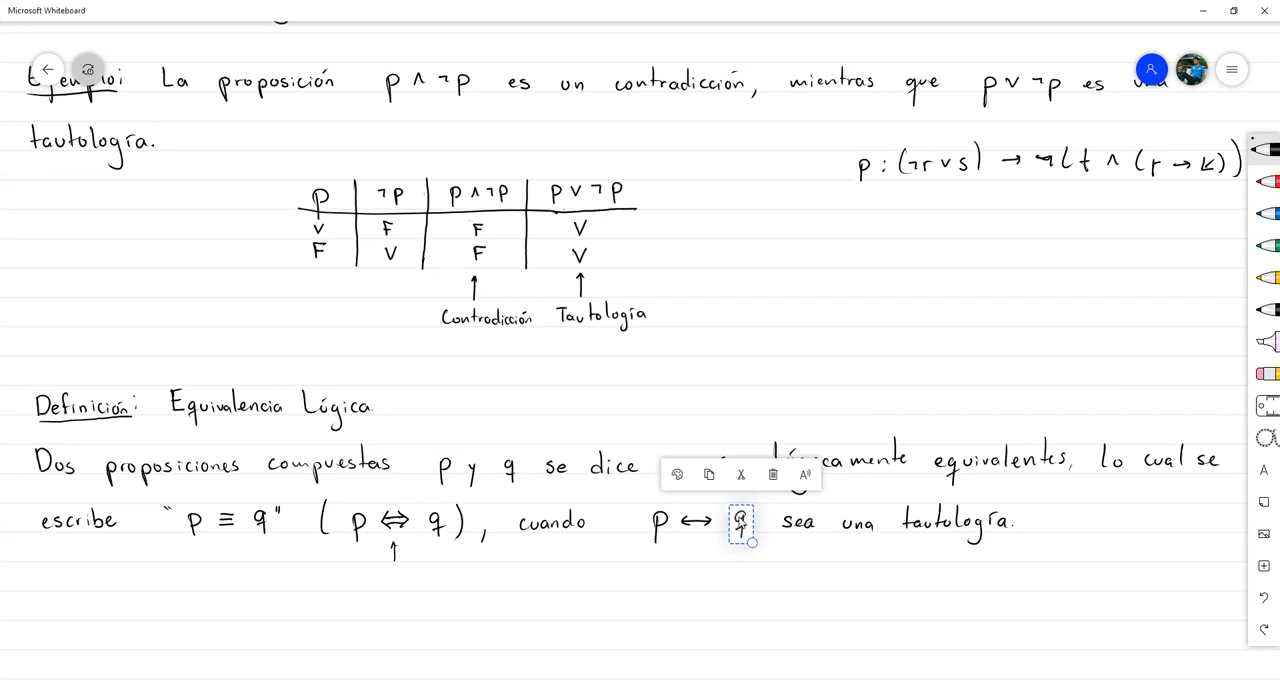 Microsoft Whiteboard
Ejemplo: La proposición p ∧ ¬p es un contradicción, mientras que p ∨ ¬p es una
tautología.
p : (¬r ∨ s) → ¬(t ∧ (r → k))
p | ¬p | p ∧ ¬p | p ∨ ¬p
V | F | F | V
F | V | F | V
↑ ↑
Contradicción Tautología
Definición: Equivalencia Lógica.
Dos proposiciones compuestas p y q se dice lógicamente equivalentes, lo cual se
escribe "p ≡ q" (p ⇔ q), cuando p ↔ q sea una tautología.
↑